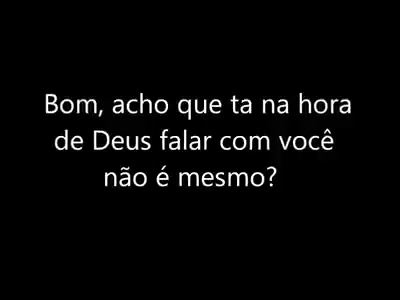 Bom, acho que ta na hora
de Deus falar com você
não é mesmo?